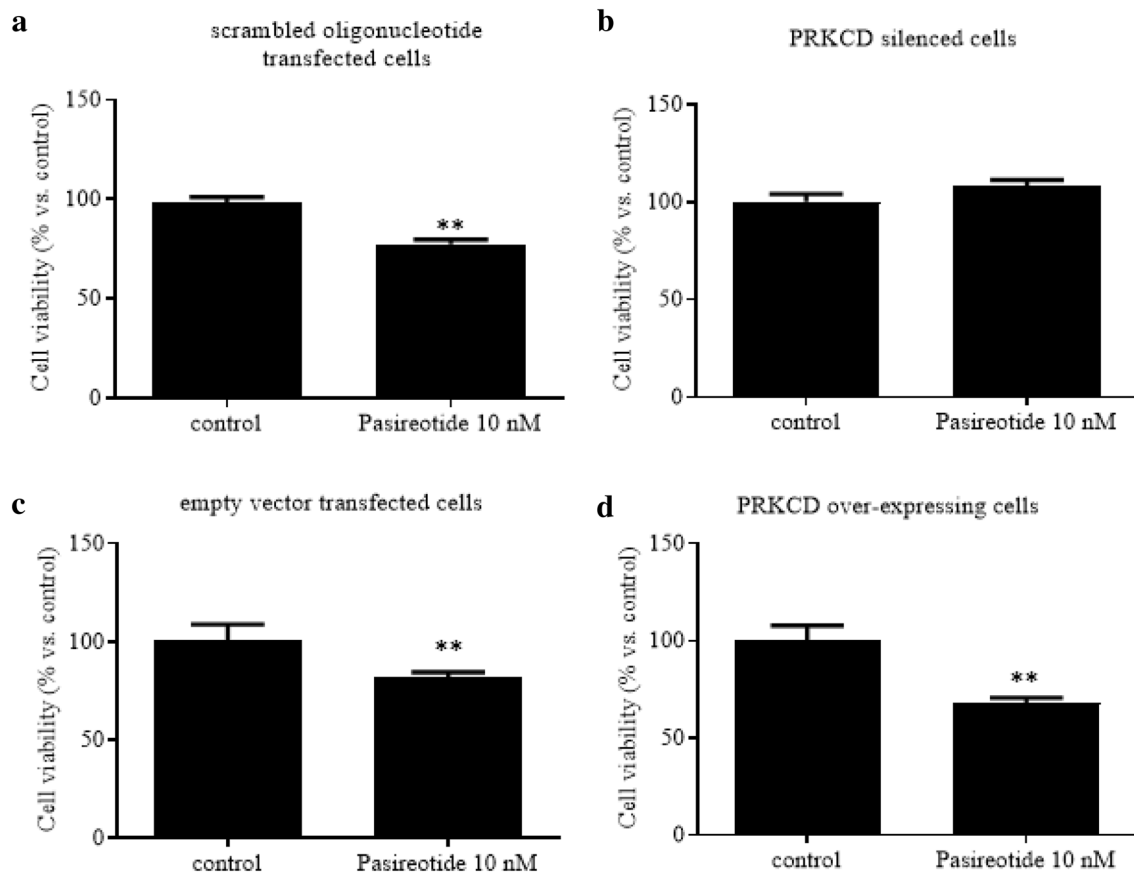 a
scrambled oligonucleotide
transfected cells
Cell viability (% vs. control)
150
100
50
0
**
control
Pasireotide 10 nM
b
PRKCD silenced cells
Cell viability (% vs. control)
150
100
50
0
control
Pasireotide 10 nM
c
empty vector transfected cells
Cell viability (% vs. control)
150
100
50
0
**
control
Pasireotide 10 nM
d
PRKCD over-expressing cells
Cell viability (% vs. control)
150
100
50
0
**
control
Pasireotide 10 nM